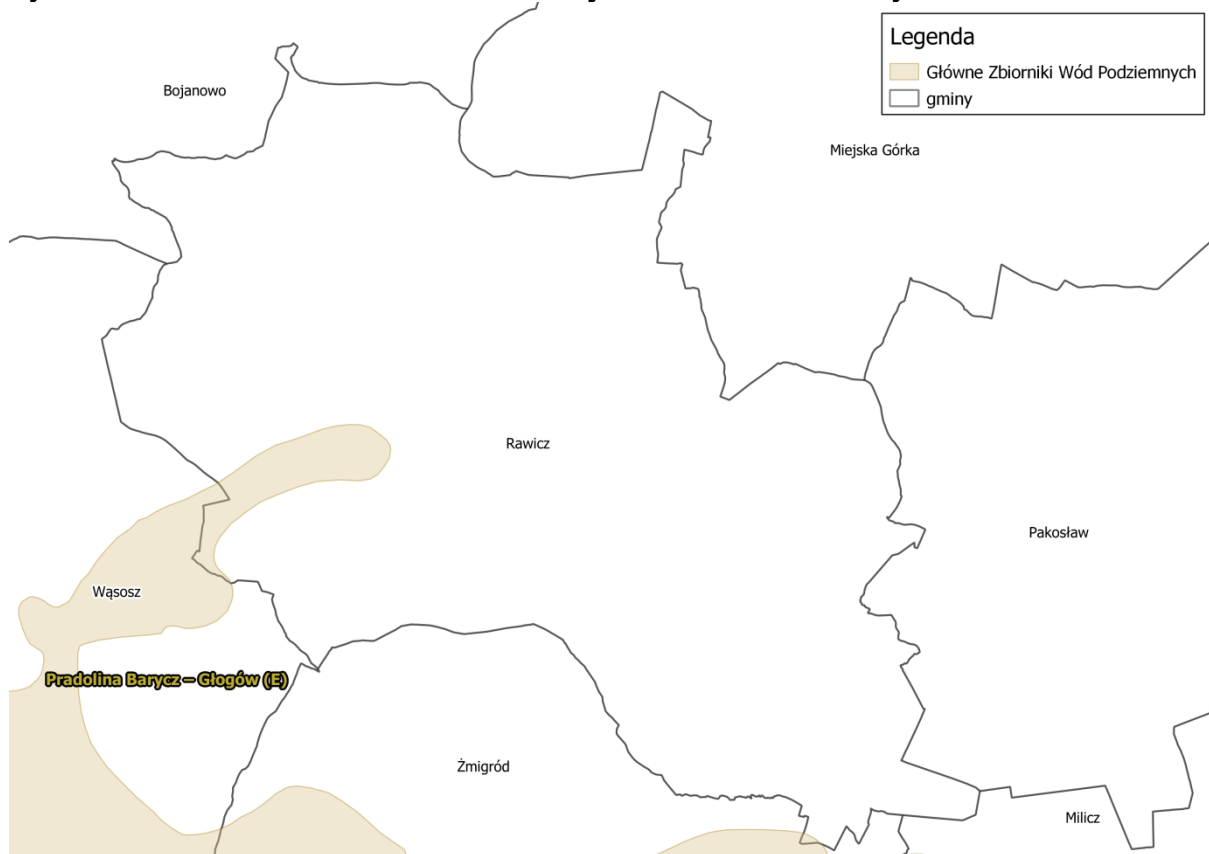 Legenda
Główne Zbiorniki Wód Podziemnych
gminy
Bojanowo
Miejska Górka
Rawicz
Pakosław
Wąsosz
Pradolina Barycz – Głogów (E)
Żmigród
Milicz